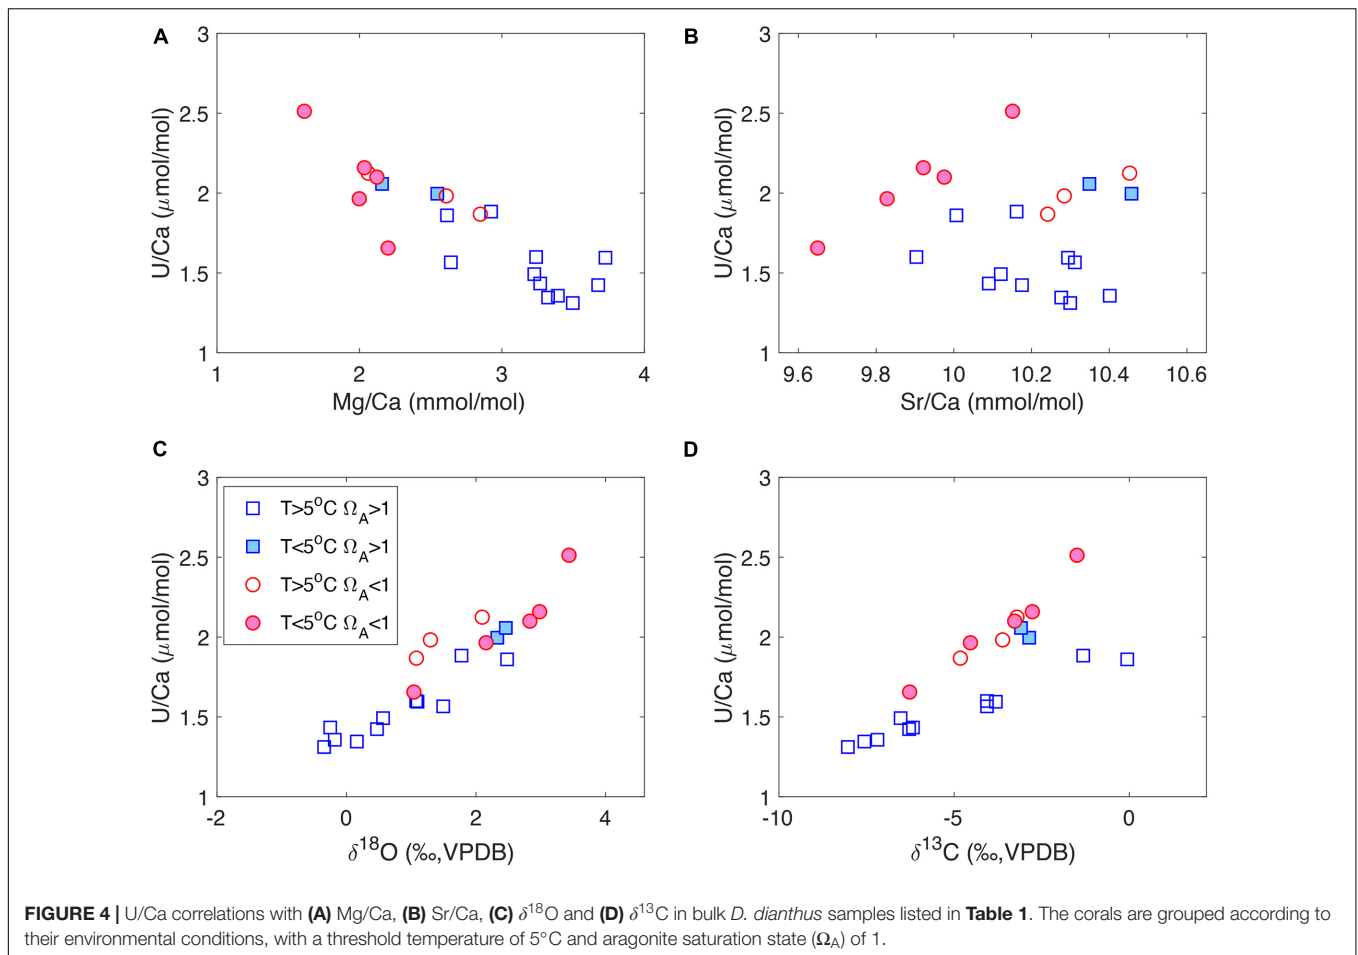 A
3
2.5
2
1.5
1
U/Ca (μmol/mol)
1
2
3
4
Mg/Ca (mmol/mol)
B
3
2.5
2
1.5
1
U/Ca (μmol/mol)
9.6
9.8
10
10.2
10.4
10.6
Sr/Ca (mmol/mol)
C
3
2.5
2
1.5
1
U/Ca (μmol/mol)
T>5°C Ω_A>1
T<5°C Ω_A>1
T>5°C Ω_A<1
T<5°C Ω_A<1
-2
0
2
4
δ¹⁸O (‰,VPDB)
D
3
2.5
2
1.5
1
U/Ca (μmol/mol)
-10
-5
0
δ¹³C (‰,VPDB)
FIGURE 4 | U/Ca correlations with (A) Mg/Ca, (B) Sr/Ca, (C) δ¹⁸O and (D) δ¹³C in bulk D. dianthus samples listed in Table 1. The corals are grouped according to
their environmental conditions, with a threshold temperature of 5°C and aragonite saturation state (Ω_A) of 1.